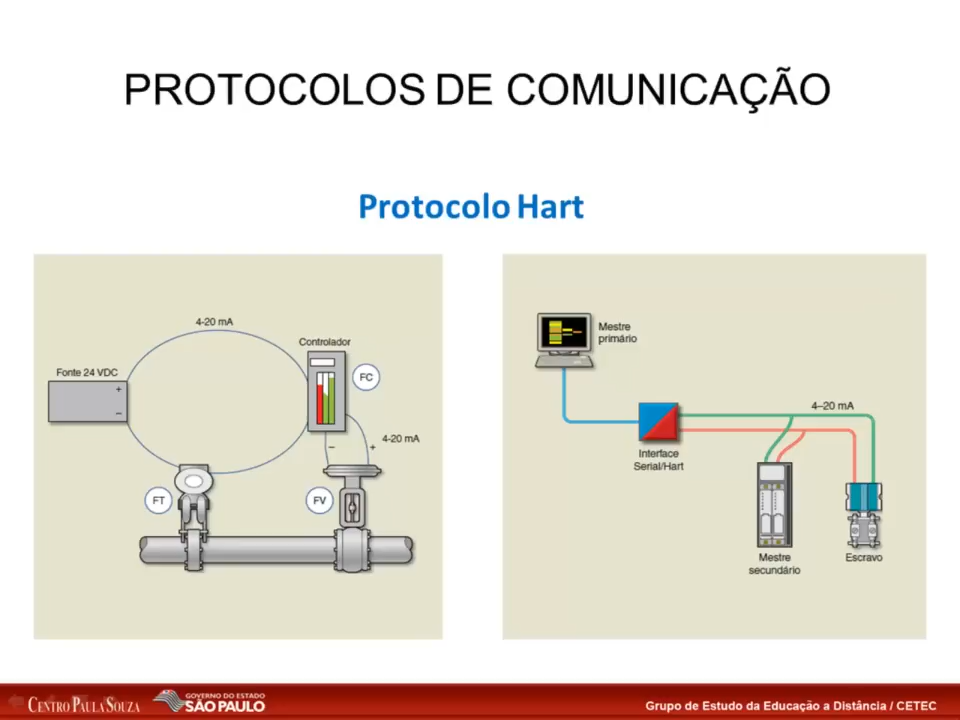 PROTOCOLOS DE COMUNICAÇÃO
Protocolo Hart
4-20 mA
Controlador
Fonte 24 VDC
+
–
FC
4-20 mA
–
+
FT
FV
Mestre
primário
4–20 mA
Interface
Serial/Hart
Mestre
secundário
Escravo
CENTRO PAULA SOUZA
GOVERNO DO ESTADO
SÃO PAULO
Grupo de Estudo da Educação a Distância / CETEC